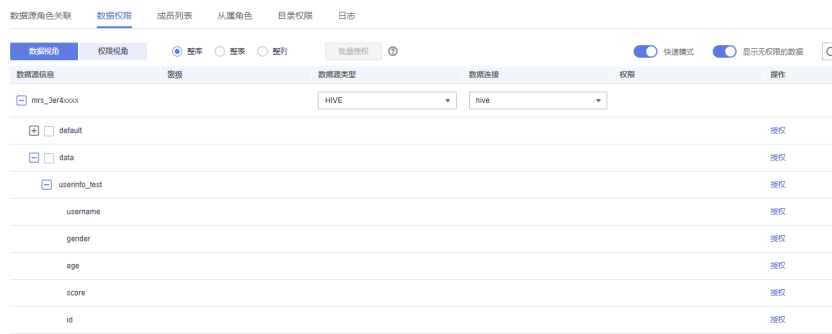 数据源角色关联 数据权限 成员列表 从属角色 目录权限 日志
数据视角 权限视角 整库 整表 整列 批量授权 快速模式 显示无权限的数据
数据源信息 密级 数据源类型 数据连接 权限 操作
mrs_3er4xxxx HIVE hive
default 授权
data 授权
userinfo_test 授权
username 授权
gender 授权
age 授权
score 授权
id 授权